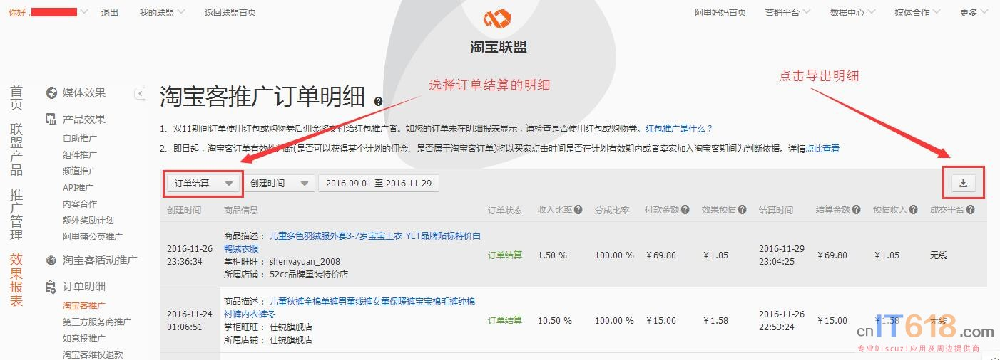 你好，
退出
我的联盟
返回联盟首页
阿里妈妈首页
营销平台
数据中心
媒体合作
更多
淘宝联盟
首页
联盟产品
推广管理
效果报表
媒体效果
产品效果
自助推广
组件推广
频道推广
API推广
内容合作
额外奖励计划
阿里蒲公英推广
淘宝客活动推广
订单明细
淘宝客推广
第三方服务商推广
如意投推广
淘宝客维权退款
淘宝客推广订单明细
选择订单结算的明细
点击导出明细
1、双11期间订单使用红包或购物券后佣金将支付给红包推广者。如您的订单未在明细报表显示，请检查是否使用红包或购物券。红包推广是什么？
2、即日起，淘宝客订单有效性判断(是否可以获得某个计划的佣金、是否属于淘宝客订单)将以买家点击时间是否在计划有效期内或者卖家加入淘宝客期间为判断依据。详情点此查看
订单结算
创建时间
2016-09-01 至 2016-11-29
创建时间 商品信息 订单状态 收入比率 分成比率 付款金额 效果预估 结算时间 结算金额 预估收入 成交平台
2016-11-26
23:36:34
商品描述： 儿童多色羽绒服外套3-7岁宝宝上衣 YLT品牌贴标特价白
鸭绒衣服
掌柜旺旺： shenyayuan_2008
所属店铺： 52cc品牌童装特价店
订单结算 1.50 % 100.00 % ￥69.80 ￥1.05
2016-11-29
23:04:25
￥69.80 ￥1.05 无线
2016-11-24
01:06:51
商品描述： 儿童秋裤全棉单裤男童线裤女童保暖裤宝宝棉毛裤纯棉
衬裤内衣裤冬
掌柜旺旺： 仕锐旗舰店
所属店铺： 仕锐旗舰店
订单结算 10.50 % 100.00 % ￥15.00 ￥1.58
2016-11-26
22:53:24
￥15.00 ￥1.58 无线
cnIT618.com
专业Discuz!应用及周边提供商